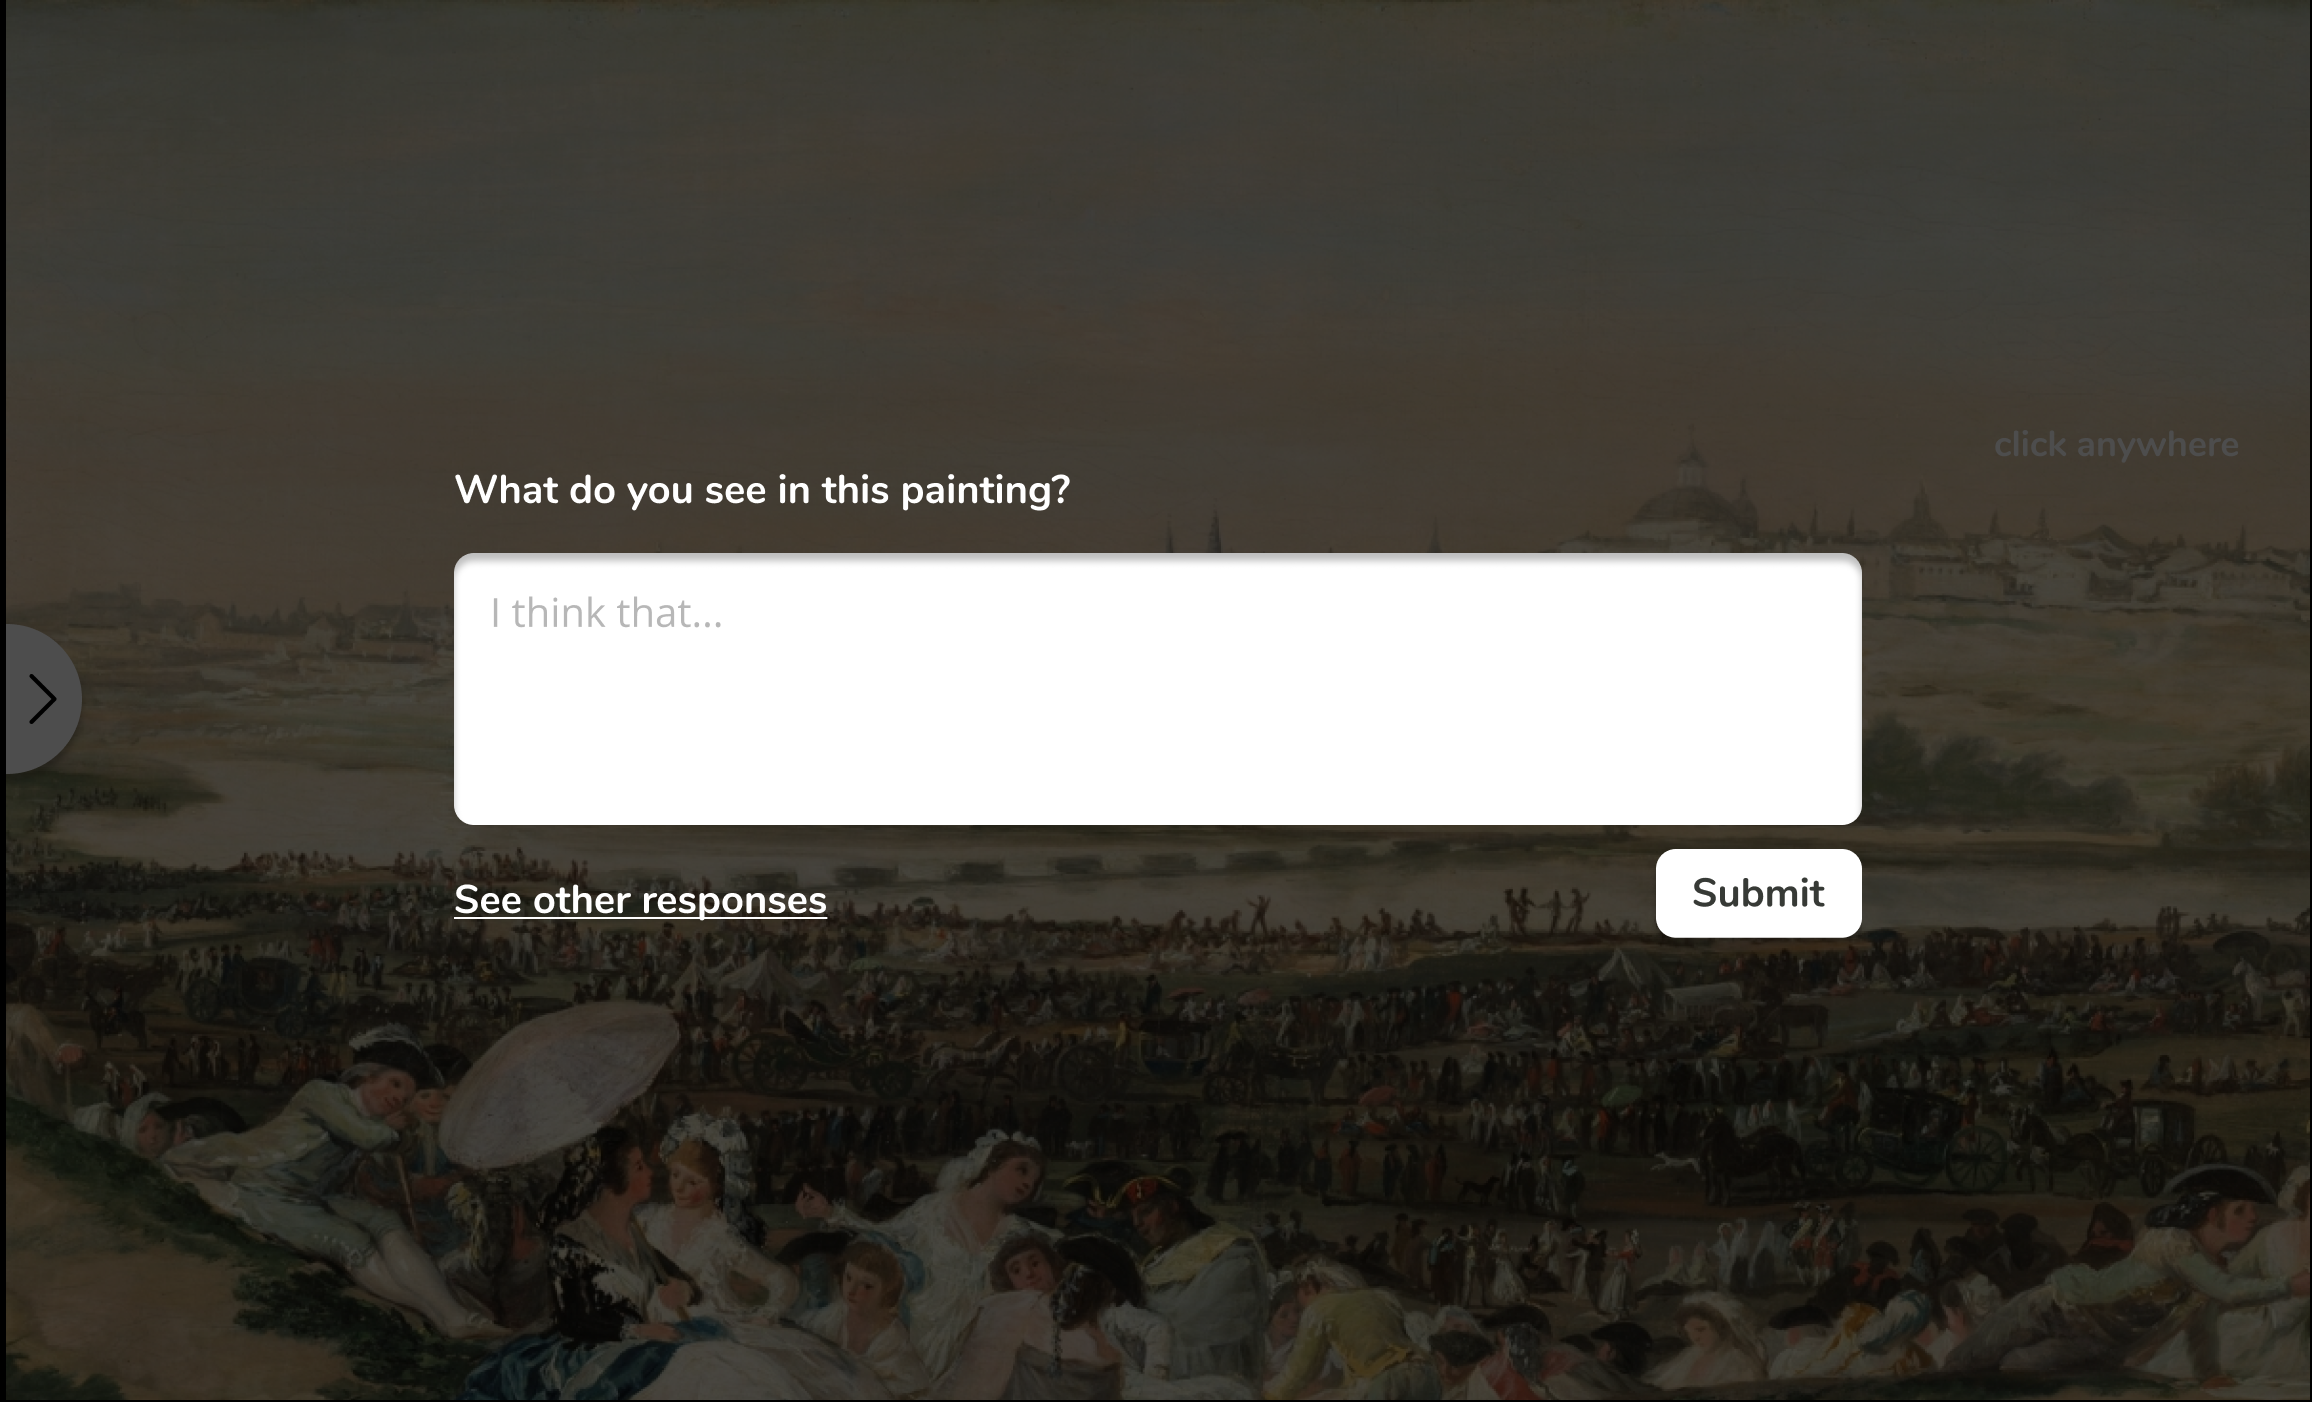 click anywhere
What do you see in this painting?
I think that...
See other responses
Submit